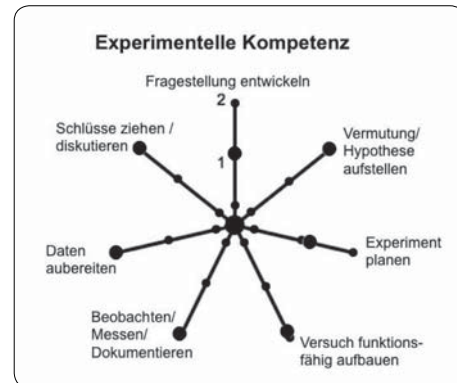 Experimentelle Kompetenz
Fragestellung entwickeln
2
1
Schlüsse ziehen /
diskutieren
Vermutung/
Hypothese
aufstellen
Daten
aubereiten
Experiment
planen
Beobachten/
Messen/
Dokumentieren
Versuch funktions-
fähig aufbauen